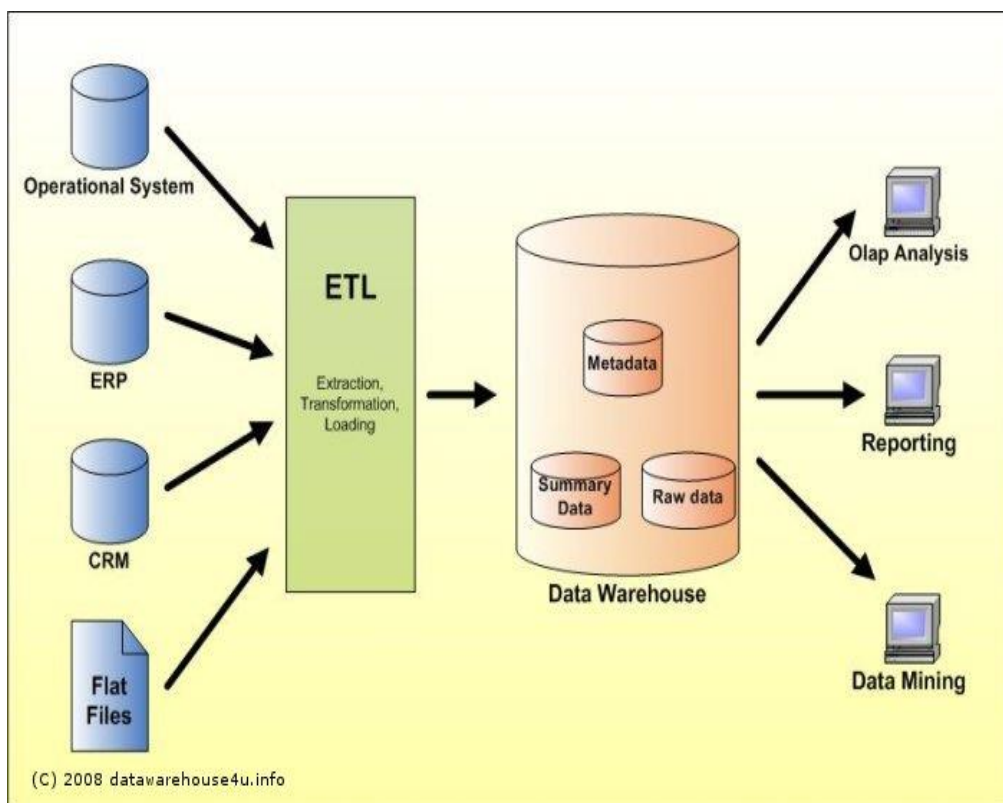 Operational System
ERP
CRM
Flat
Files
ETL
Extraction,
Transformation,
Loading
Metadata
Summary
Data
Raw data
Data Warehouse
Olap Analysis
Reporting
Data Mining
(C) 2008 datawarehouse4u.info